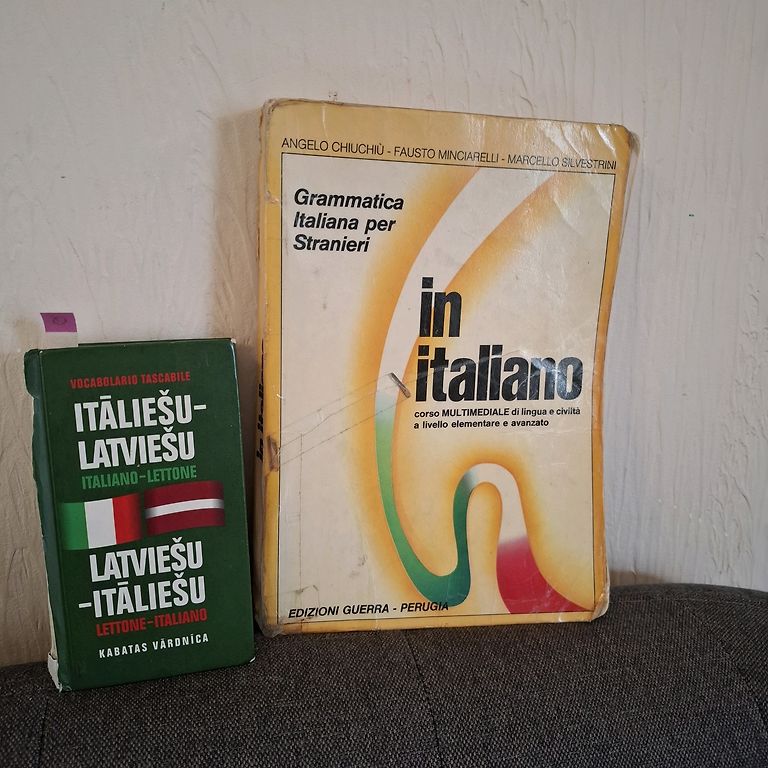 VOCABOLARIO TASCABILE
ITĀLIEŠU-
LATVIEŠU
ITALIANO-LETTONE
LATVIEŠU
-ITĀLIEŠU
LETTONE-ITALIANO
KABATAS VĀRDNĪCA
ANGELO CHIUCHIÙ - FAUSTO MINCIARELLI - MARCELLO SILVESTRINI
Grammatica
Italiana per
Stranieri
in
italiano
corso MULTIMEDIALE di lingua e civiltà
a livello elementare e avanzato
EDIZIONI GUERRA - PERUGIA